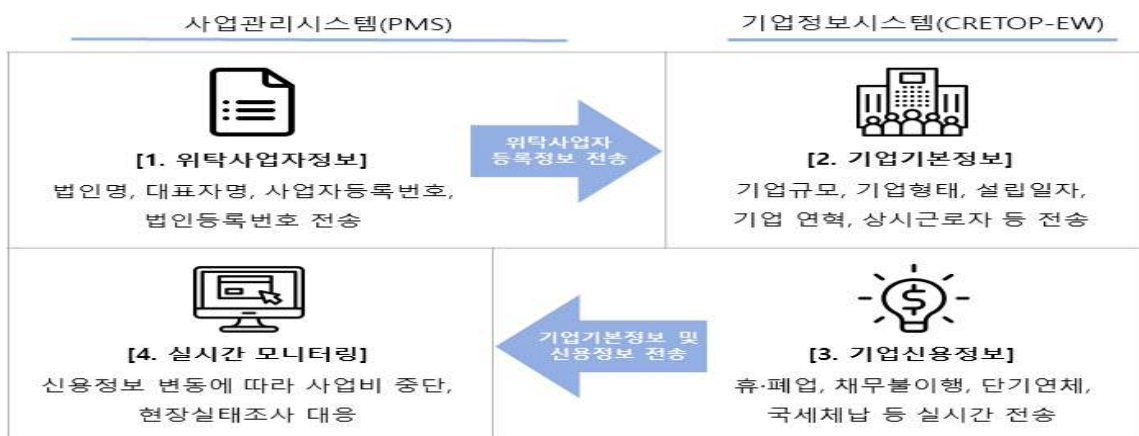 사업관리시스템(PMS)
기업정보시스템(CRETOP-EW)
[1. 위탁사업자정보]
법인명, 대표자명, 사업자등록번호,
법인등록번호 전송
위탁사업자
등록정보 전송
[2. 기업기본정보]
기업규모, 기업형태, 설립일자,
기업 연혁, 상시근로자 등 전송
[4. 실시간 모니터링]
신용정보 변동에 따라 사업비 중단,
현장실태조사 대응
기업기본정보 및
신용정보 전송
[3. 기업신용정보]
휴·폐업, 채무불이행, 단기연체,
국세체납 등 실시간 전송